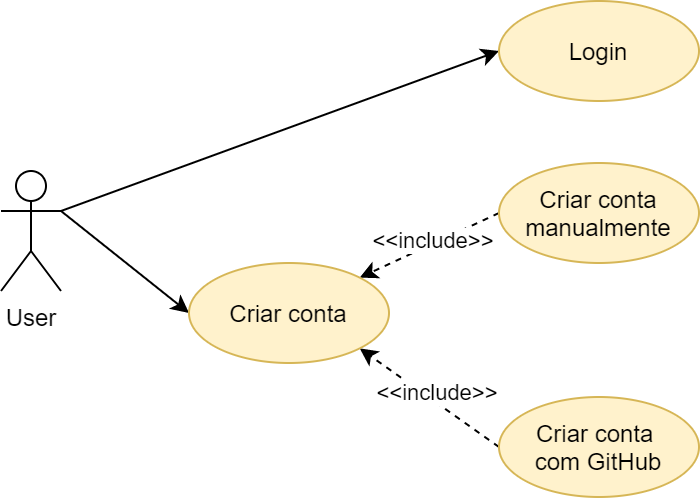 Login
Criar conta
manualmente
<<include>>
Criar conta
User
<<include>>
Criar conta
com GitHub